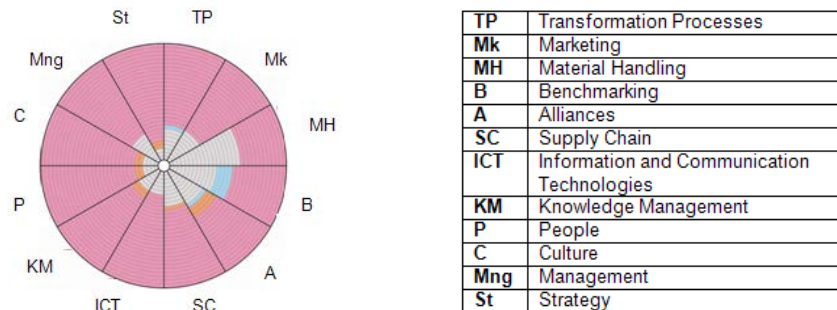 St
TP
Mng
Mk
C
MH
P
B
KM
A
ICT
SC
TP Transformation Processes
Mk Marketing
MH Material Handling
B Benchmarking
A Alliances
SC Supply Chain
ICT Information and Communication
Technologies
KM Knowledge Management
P People
C Culture
Mng Management
St Strategy